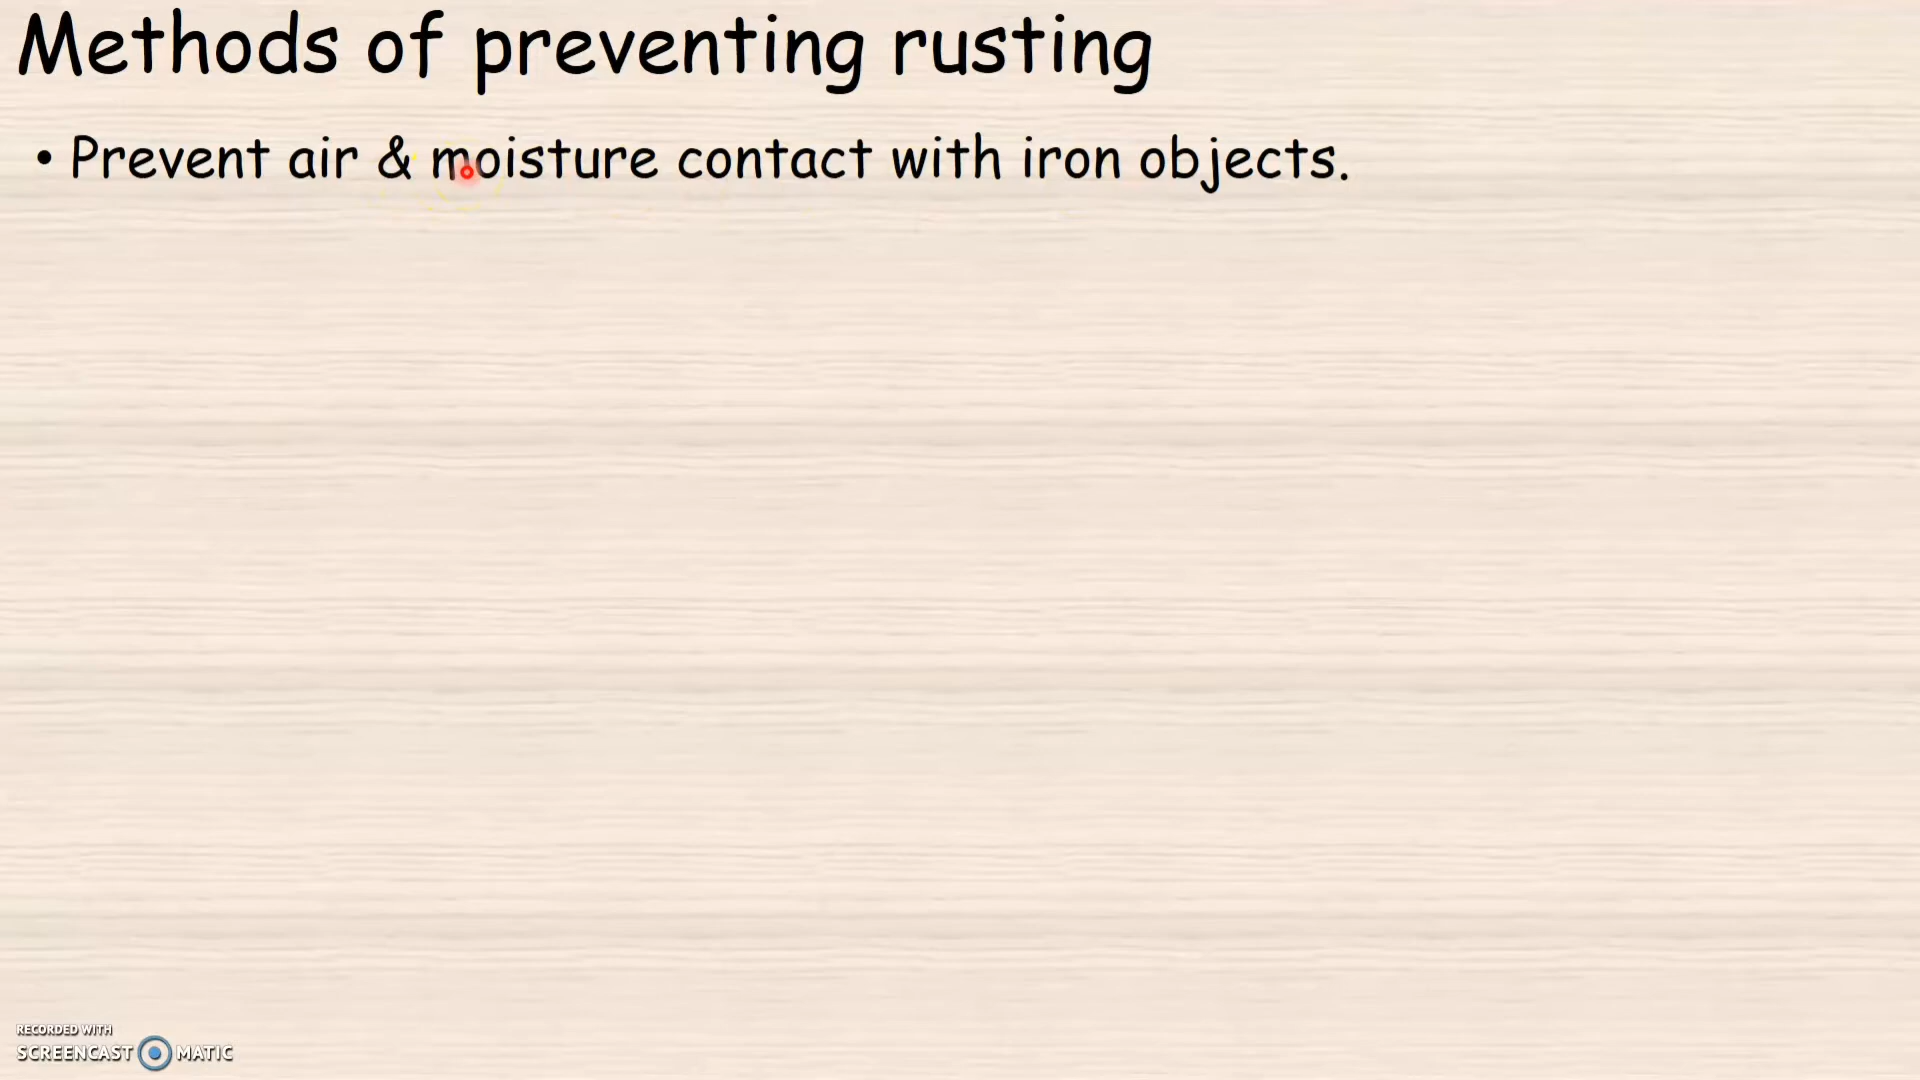 Methods of preventing rusting
• Prevent air & moisture contact with iron objects.
RECORDED WITH
SCREENCAST MATIC